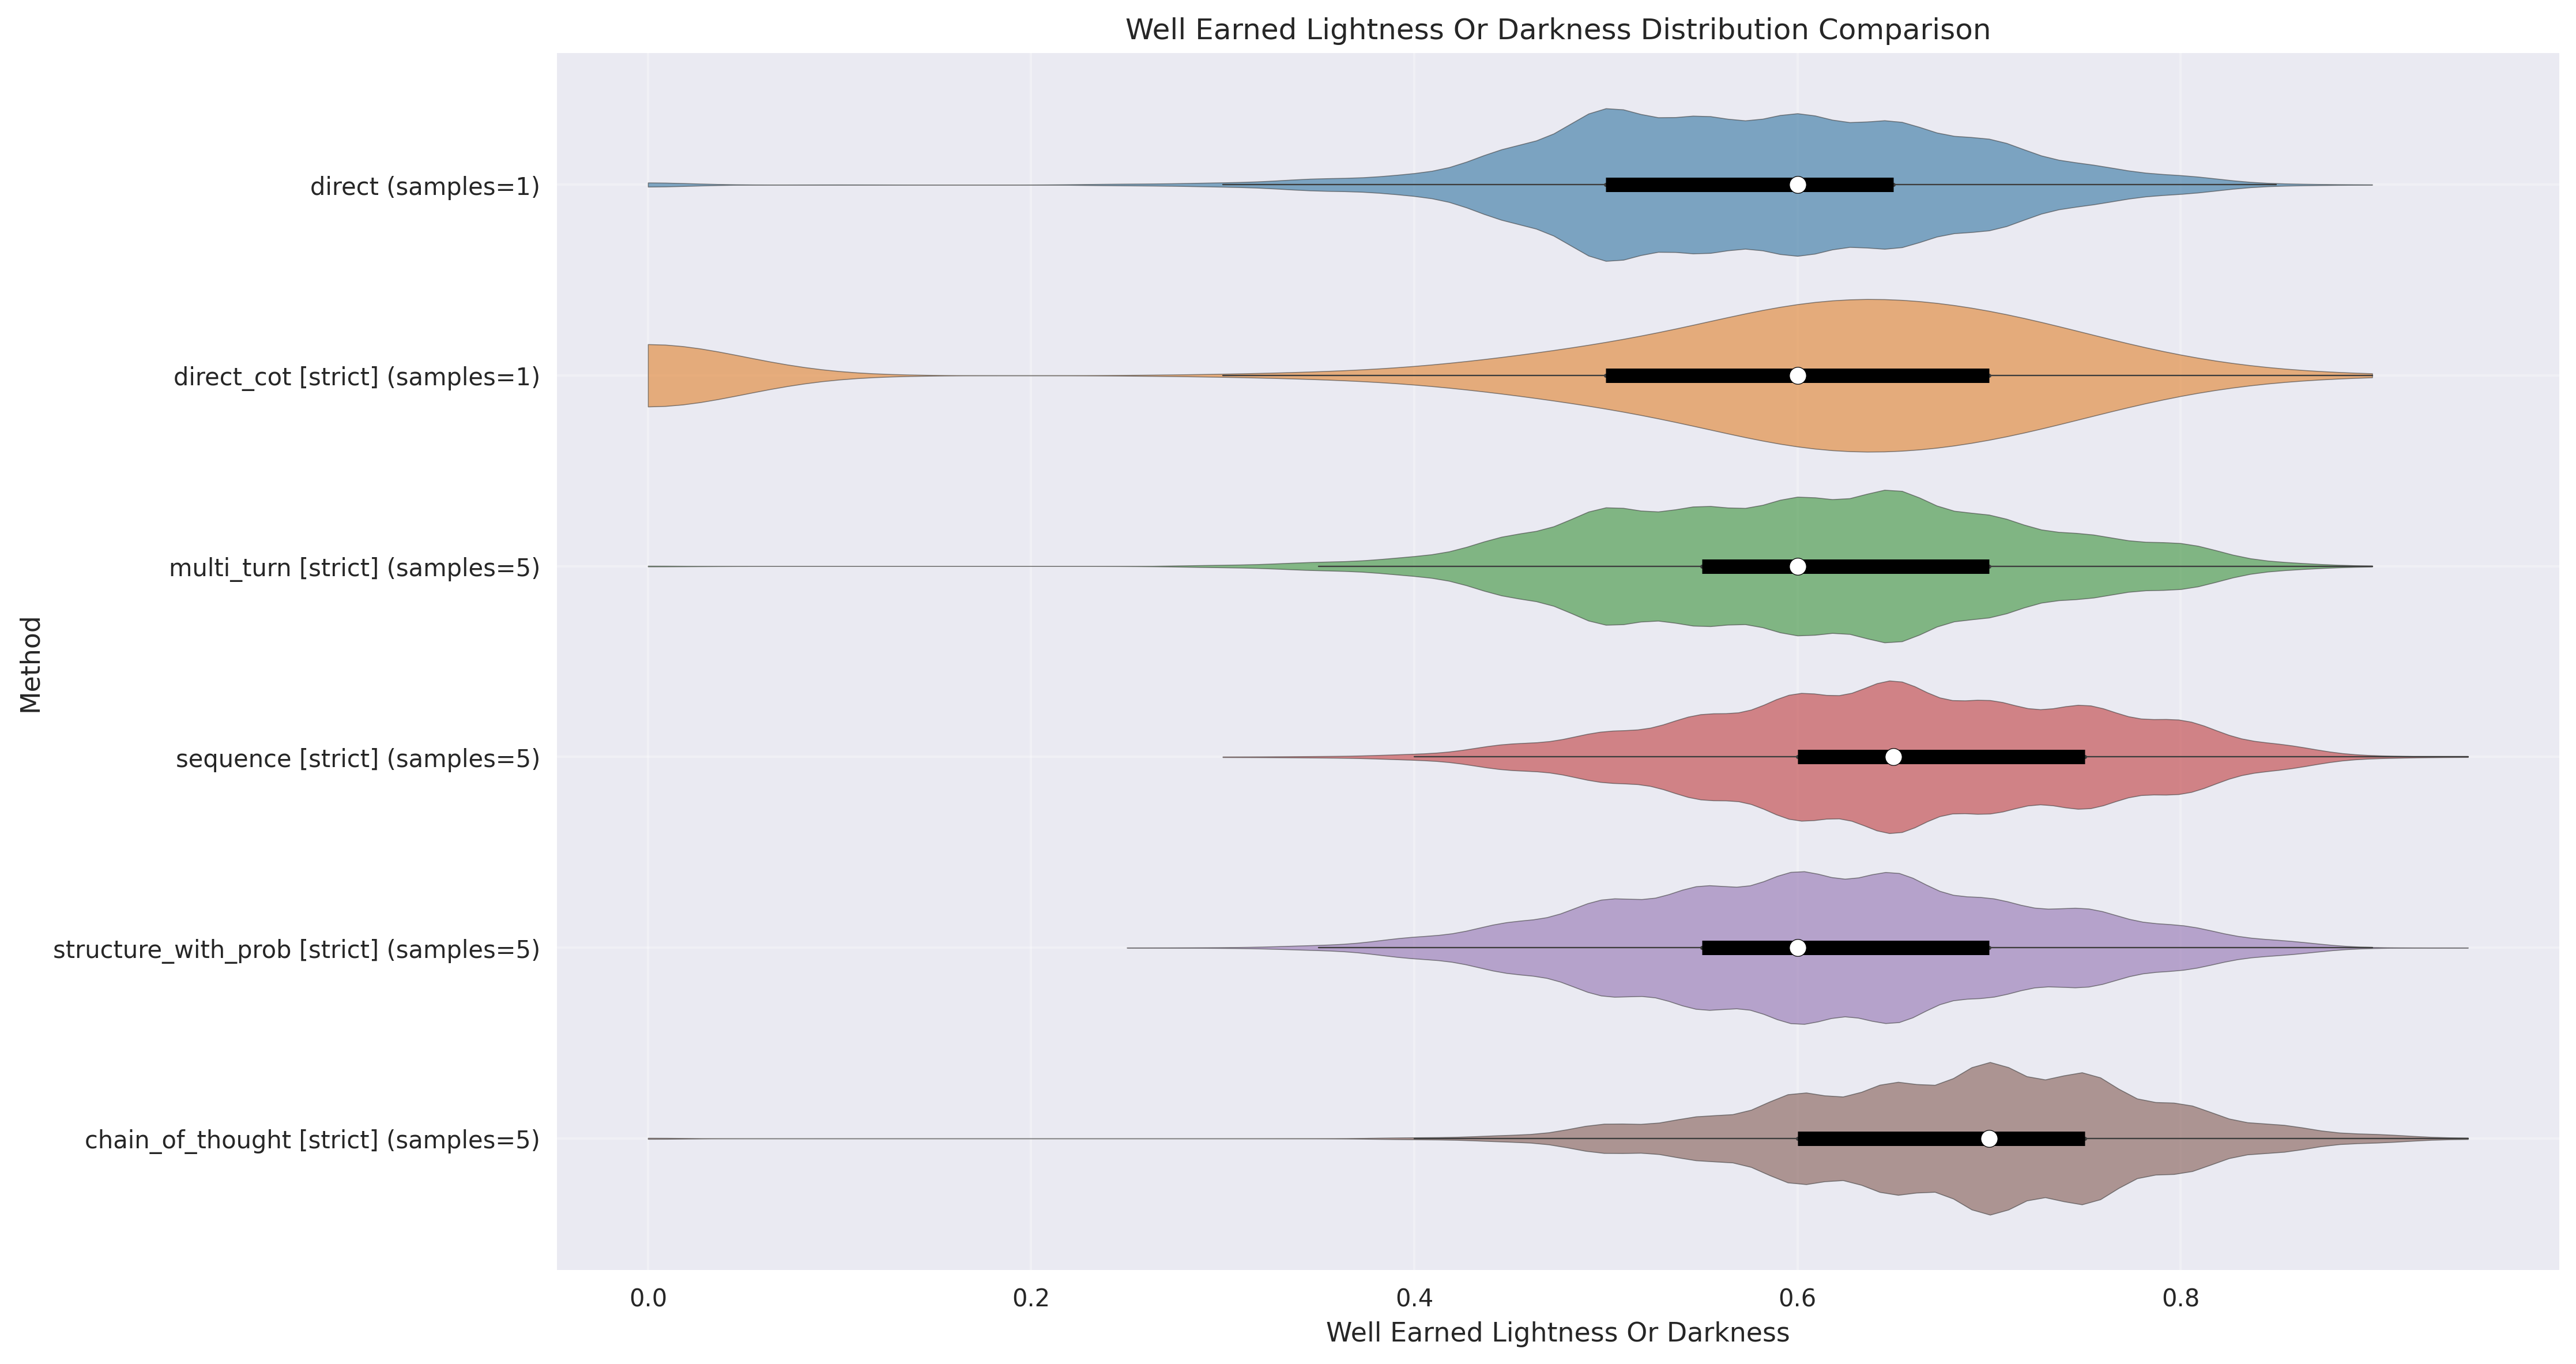 Well Earned Lightness Or Darkness Distribution Comparison
Method
direct (samples=1)
direct_cot [strict] (samples=1)
multi_turn [strict] (samples=5)
sequence [strict] (samples=5)
structure_with_prob [strict] (samples=5)
chain_of_thought [strict] (samples=5)
0.0 0.2 0.4 0.6 0.8
Well Earned Lightness Or Darkness